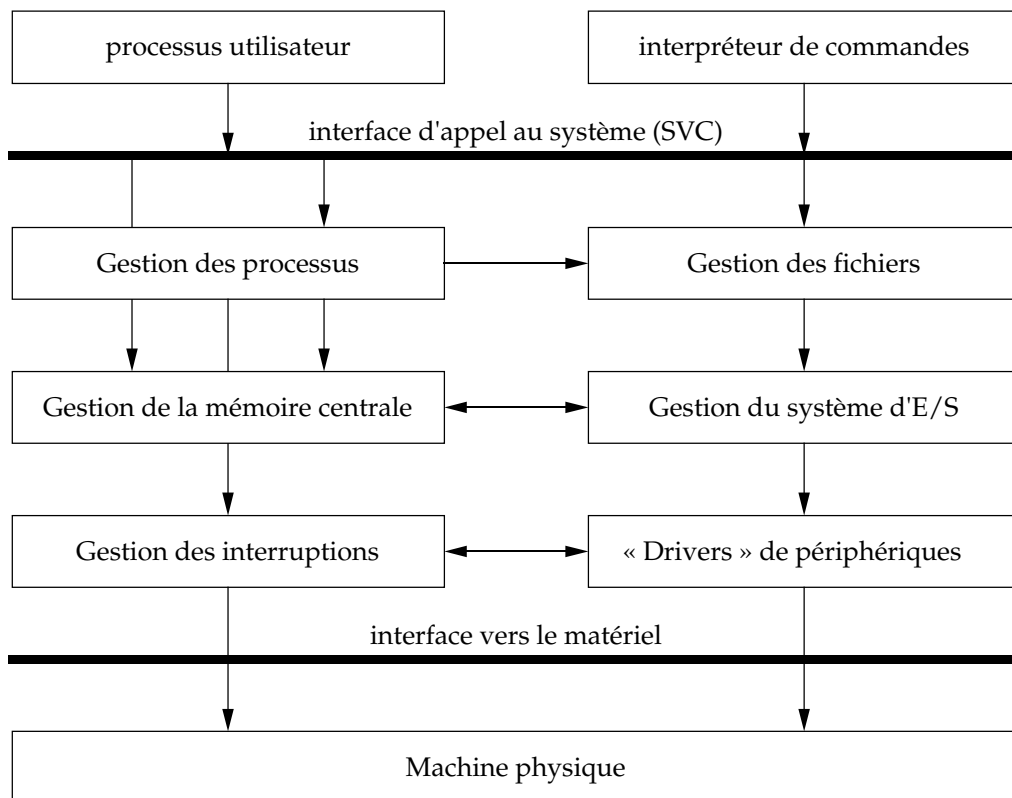 processus utilisateur
interpréteur de commandes
interface d'appel au système (SVC)
Gestion des processus
Gestion des fichiers
Gestion de la mémoire centrale
Gestion du système d'E/S
Gestion des interruptions
« Drivers » de périphériques
interface vers le matériel
Machine physique